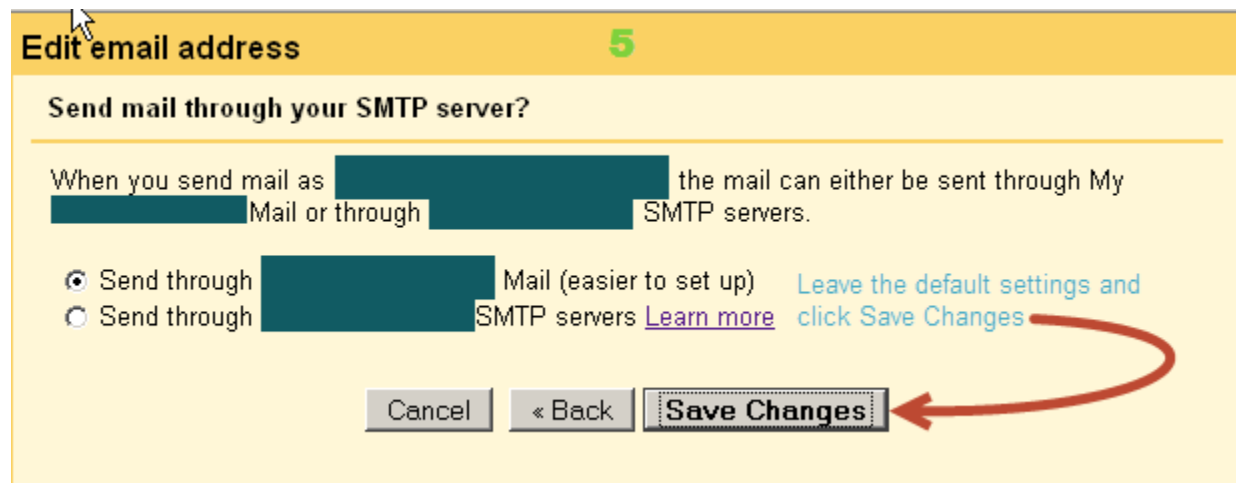 Edit email address 5
Send mail through your SMTP server?
When you send mail as the mail can either be sent through My
Mail or through SMTP servers.
Send through Mail (easier to set up)
Send through SMTP servers Learn more
Leave the default settings and
click Save Changes
Cancel « Back Save Changes